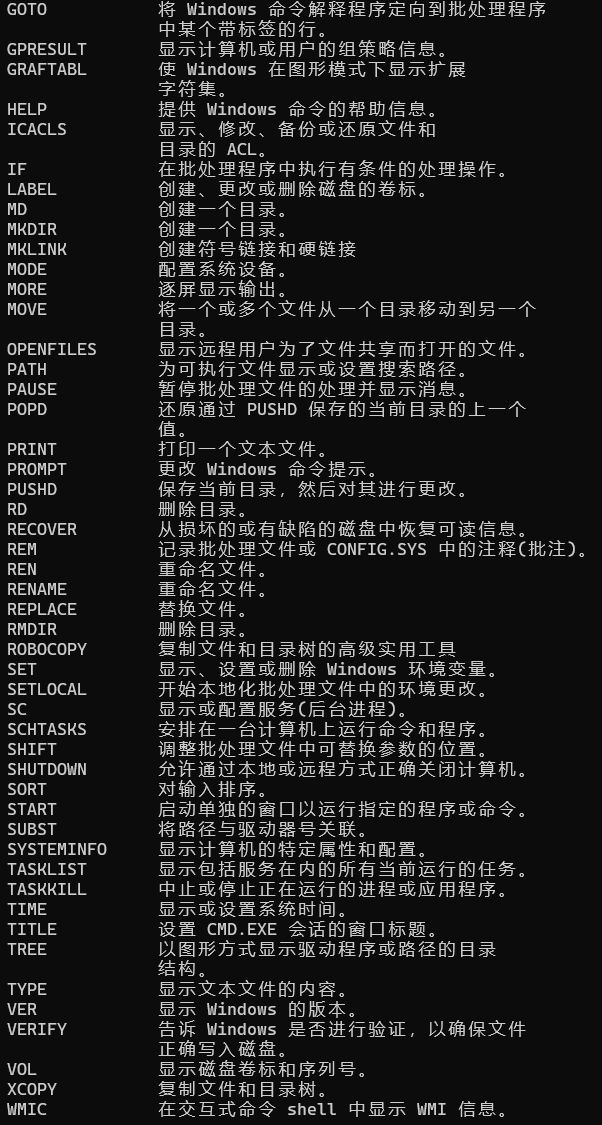 GOTO 将 Windows 命令解释程序定向到批处理程序
中某个带标签的行。
GPRESULT 显示计算机或用户的组策略信息。
GRAFTABL 使 Windows 在图形模式下显示扩展
字符集。
HELP 提供 Windows 命令的帮助信息。
ICACLS 显示、修改、备份或还原文件和
目录的 ACL。
IF 在批处理程序中执行有条件的处理操作。
LABEL 创建、更改或删除磁盘的卷标。
MD 创建一个目录。
MKDIR 创建一个目录。
MKLINK 创建符号链接和硬链接
MODE 配置系统设备。
MORE 逐屏显示输出。
MOVE 将一个或多个文件从一个目录移动到另一个
目录。
OPENFILES 显示远程用户为了文件共享而打开的文件。
PATH 为可执行文件显示或设置搜索路径。
PAUSE 暂停批处理文件的处理并显示消息。
POPD 还原通过 PUSHD 保存的当前目录的上一个
值。
PRINT 打印一个文本文件。
PROMPT 更改 Windows 命令提示。
PUSHD 保存当前目录，然后对其进行更改。
RD 删除目录。
RECOVER 从损坏的或有缺陷的磁盘中恢复可读信息。
REM 记录批处理文件或 CONFIG.SYS 中的注释(批注)。
REN 重命名文件。
RENAME 重命名文件。
REPLACE 替换文件。
RMDIR 删除目录。
ROBOCOPY 复制文件和目录树的高级实用工具
SET 显示、设置或删除 Windows 环境变量。
SETLOCAL 开始本地化批处理文件中的环境更改。
SC 显示或配置服务(后台进程)。
SCHTASKS 安排在一台计算机上运行命令和程序。
SHIFT 调整批处理文件中可替换参数的位置。
SHUTDOWN 允许通过本地或远程方式正确关闭计算机。
SORT 对输入排序。
START 启动单独的窗口以运行指定的程序或命令。
SUBST 将路径与驱动器号关联。
SYSTEMINFO 显示计算机的特定属性和配置。
TASKLIST 显示包括服务在内的所有当前运行的任务。
TASKKILL 中止或停止正在运行的进程或应用程序。
TIME 显示或设置系统时间。
TITLE 设置 CMD.EXE 会话的窗口标题。
TREE 以图形方式显示驱动程序或路径的目录
结构。
TYPE 显示文本文件的内容。
VER 显示 Windows 的版本。
VERIFY 告诉 Windows 是否进行验证，以确保文件
正确写入磁盘。
VOL 显示磁盘卷标和序列号。
XCOPY 复制文件和目录树。
WMIC 在交互式命令 shell 中显示 WMI 信息。